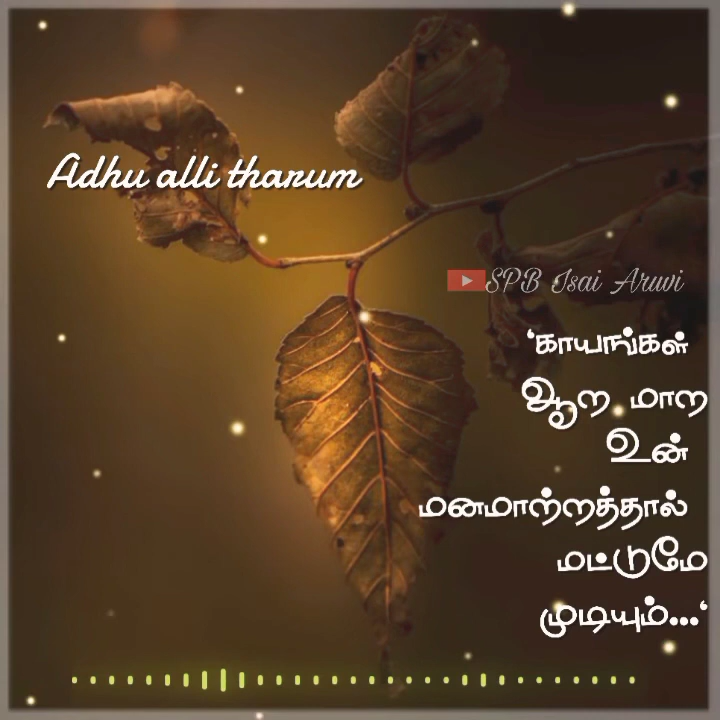 Adhu alli tharum
SPB Isai Aruvi
‘காயங்கள்
ஆற மாற
உன்
மனமாற்றத்தால்
மட்டுமே
முடியும்...‘